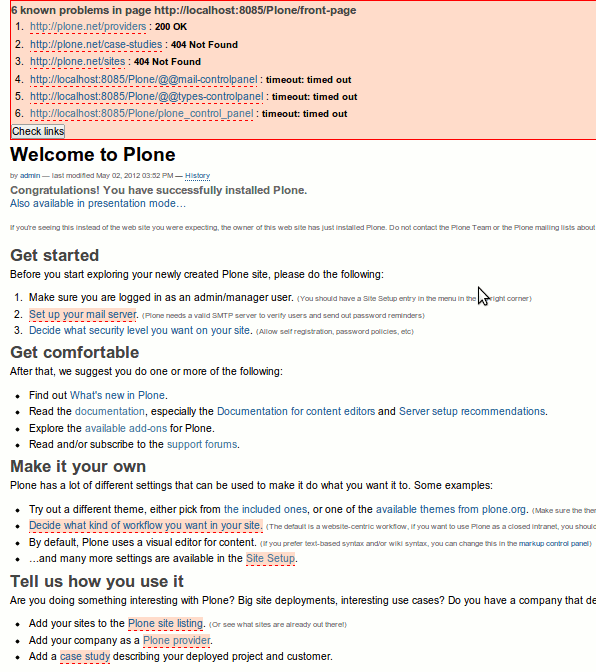 6 known problems in page http://localhost:8085/Plone/front-page
1. http://plone.net/providers : 200 OK
2. http://plone.net/case-studies : 404 Not Found
3. http://plone.net/sites : 404 Not Found
4. http://localhost:8085/Plone/@@mail-controlpanel : timeout: timed out
5. http://localhost:8085/Plone/@@types-controlpanel : timeout: timed out
6. http://localhost:8085/Plone/plone_control_panel : timeout: timed out
Check links
Welcome to Plone
by admin — last modified May 02, 2012 03:52 PM — History
Congratulations! You have successfully installed Plone.
Also available in presentation mode…
If you're seeing this instead of the web site you were expecting, the owner of this web site has just installed Plone. Do not contact the Plone Team or the Plone mailing lists about
Get started
Before you start exploring your newly created Plone site, please do the following:
1. Make sure you are logged in as an admin/manager user. (You should have a Site Setup entry in the menu in the right corner)
2. Set up your mail server. (Plone needs a valid SMTP server to verify users and send out password reminders)
3. Decide what security level you want on your site. (Allow self registration, password policies, etc)
Get comfortable
After that, we suggest you do one or more of the following:
• Find out What's new in Plone.
• Read the documentation, especially the Documentation for content editors and Server setup recommendations.
• Explore the available add-ons for Plone.
• Read and/or subscribe to the support forums.
Make it your own
Plone has a lot of different settings that can be used to make it do what you want it to. Some examples:
• Try out a different theme, either pick from the included ones, or one of the available themes from plone.org. (Make sure the
• Decide what kind of workflow you want in your site. (The default is a website-centric workflow, if you want to use Plone as a closed intranet, you
• By default, Plone uses a visual editor for content. (If you prefer text-based syntax and/or wiki syntax, you can change this in the markup control panel)
• …and many more settings are available in the Site Setup.
Tell us how you use it
Are you doing something interesting with Plone? Big site deployments, interesting use cases? Do you have a company that de
• Add your sites to the Plone site listing. (Or see what sites are already out there!)
• Add your company as a Plone provider.
• Add a case study describing your deployed project and customer.